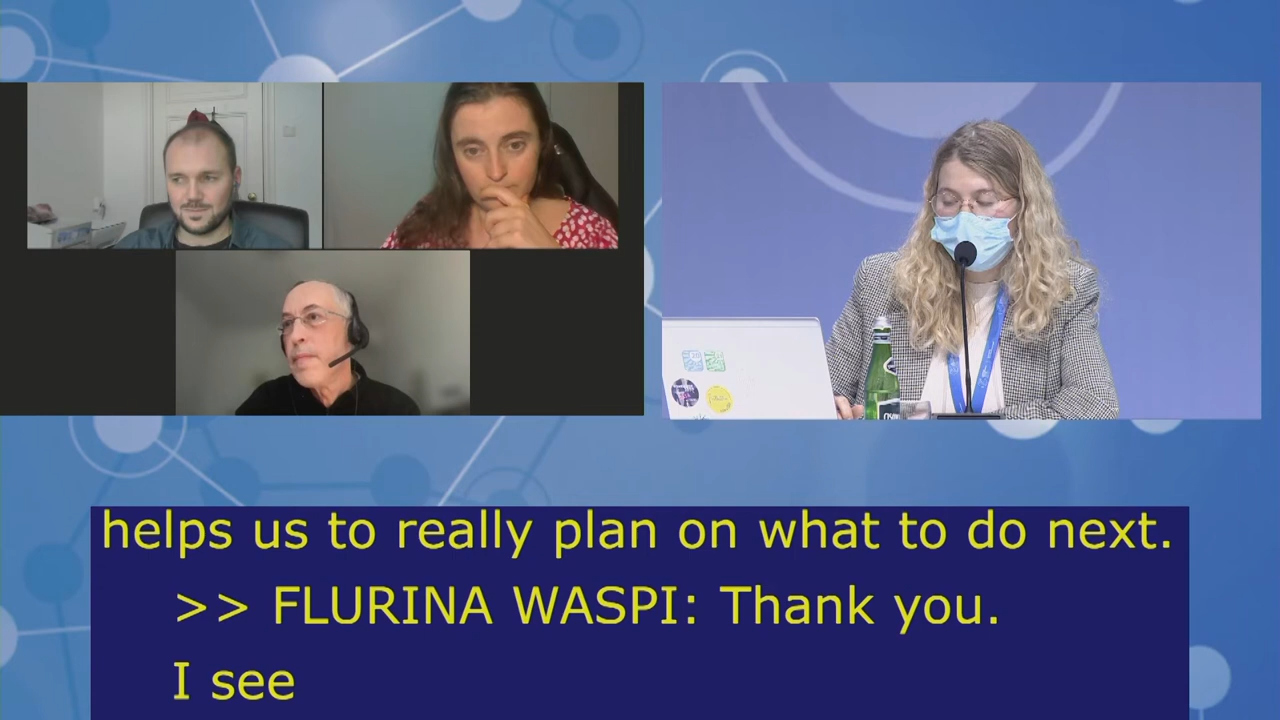 helps us to really plan on what to do next.
>> FLURINA WASPI: Thank you.
I see